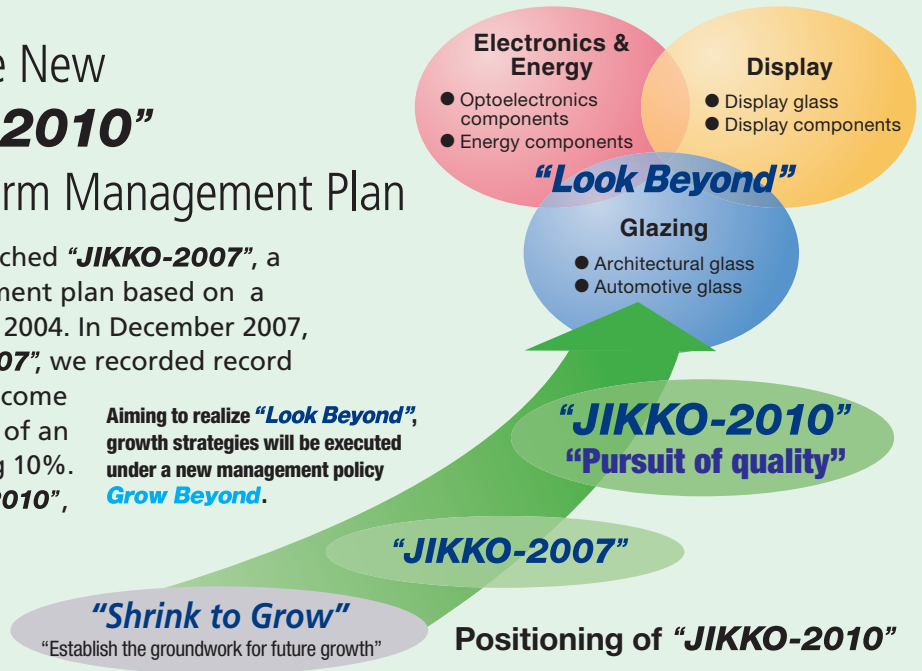 e New
-2010”
rm Management Plan
ched “JIKKO-2007”, a
ment plan based on a
2004. In December 2007,
07”, we recorded record
come
of an
g 10%.
2010”,
Aiming to realize “Look Beyond”,
growth strategies will be executed
under a new management policy
Grow Beyond.
Electronics &
Energy
● Optoelectronics
components
● Energy components
Display
● Display glass
● Display components
“Look Beyond”
Glazing
● Architectural glass
● Automotive glass
“JIKKO-2010”
“Pursuit of quality”
“JIKKO-2007”
“Shrink to Grow”
“Establish the groundwork for future growth”
Positioning of “JIKKO-2010”